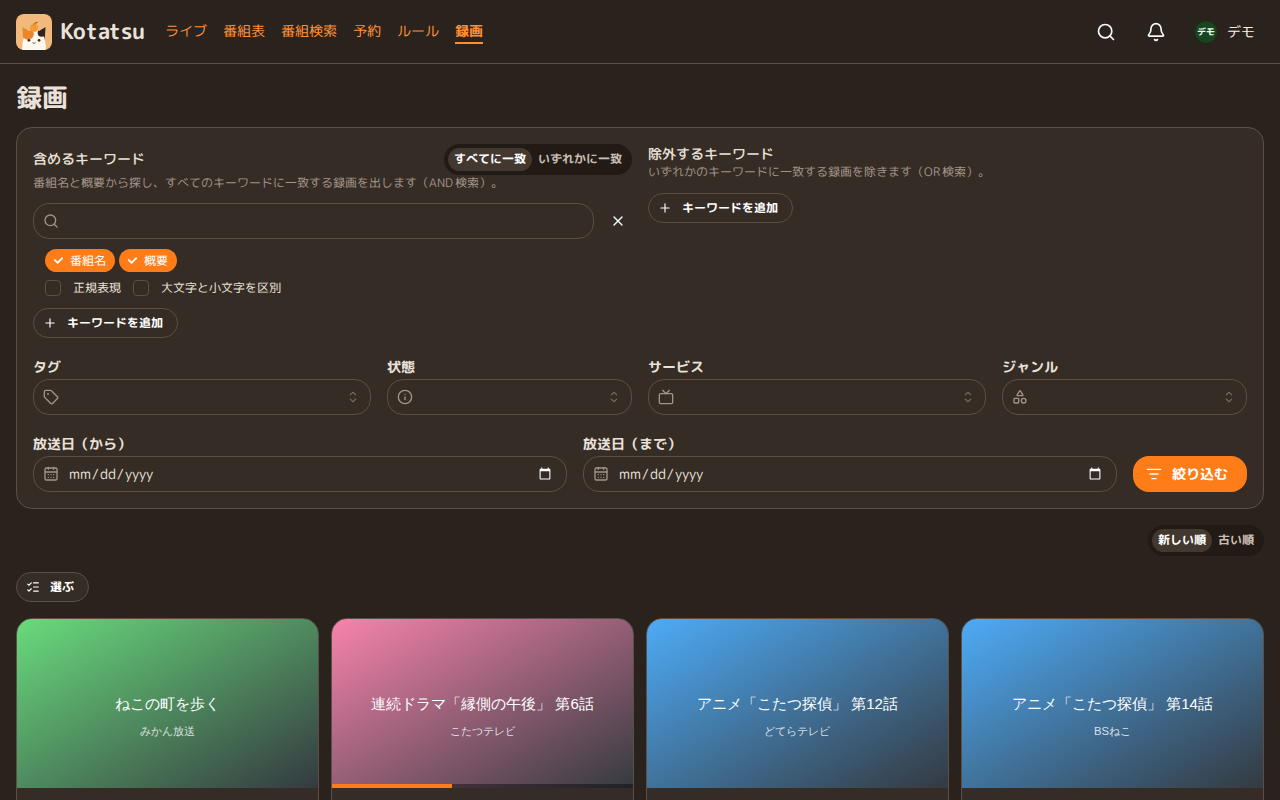 Kotatsu ライブ 番組表 番組検索 予約 ルール 録画 デモ デモ
録画
含めるキーワード すべてに一致 いずれかに一致
番組名と概要から探し、すべてのキーワードに一致する録画を出します（AND検索）。
除外するキーワード
いずれかのキーワードに一致する録画を除きます（OR検索）。
キーワードを追加
番組名 概要
正規表現 大文字と小文字を区別
キーワードを追加
タグ 状態 サービス ジャンル
放送日（から） 放送日（まで）
mm/dd/yyyy mm/dd/yyyy 絞り込む
新しい順 古い順
選ぶ
ねこの町を歩く
みかん放送
連続ドラマ「縁側の午後」 第6話
こたつテレビ
アニメ「こたつ探偵」 第12話
どてらテレビ
アニメ「こたつ探偵」 第14話
BSねこ